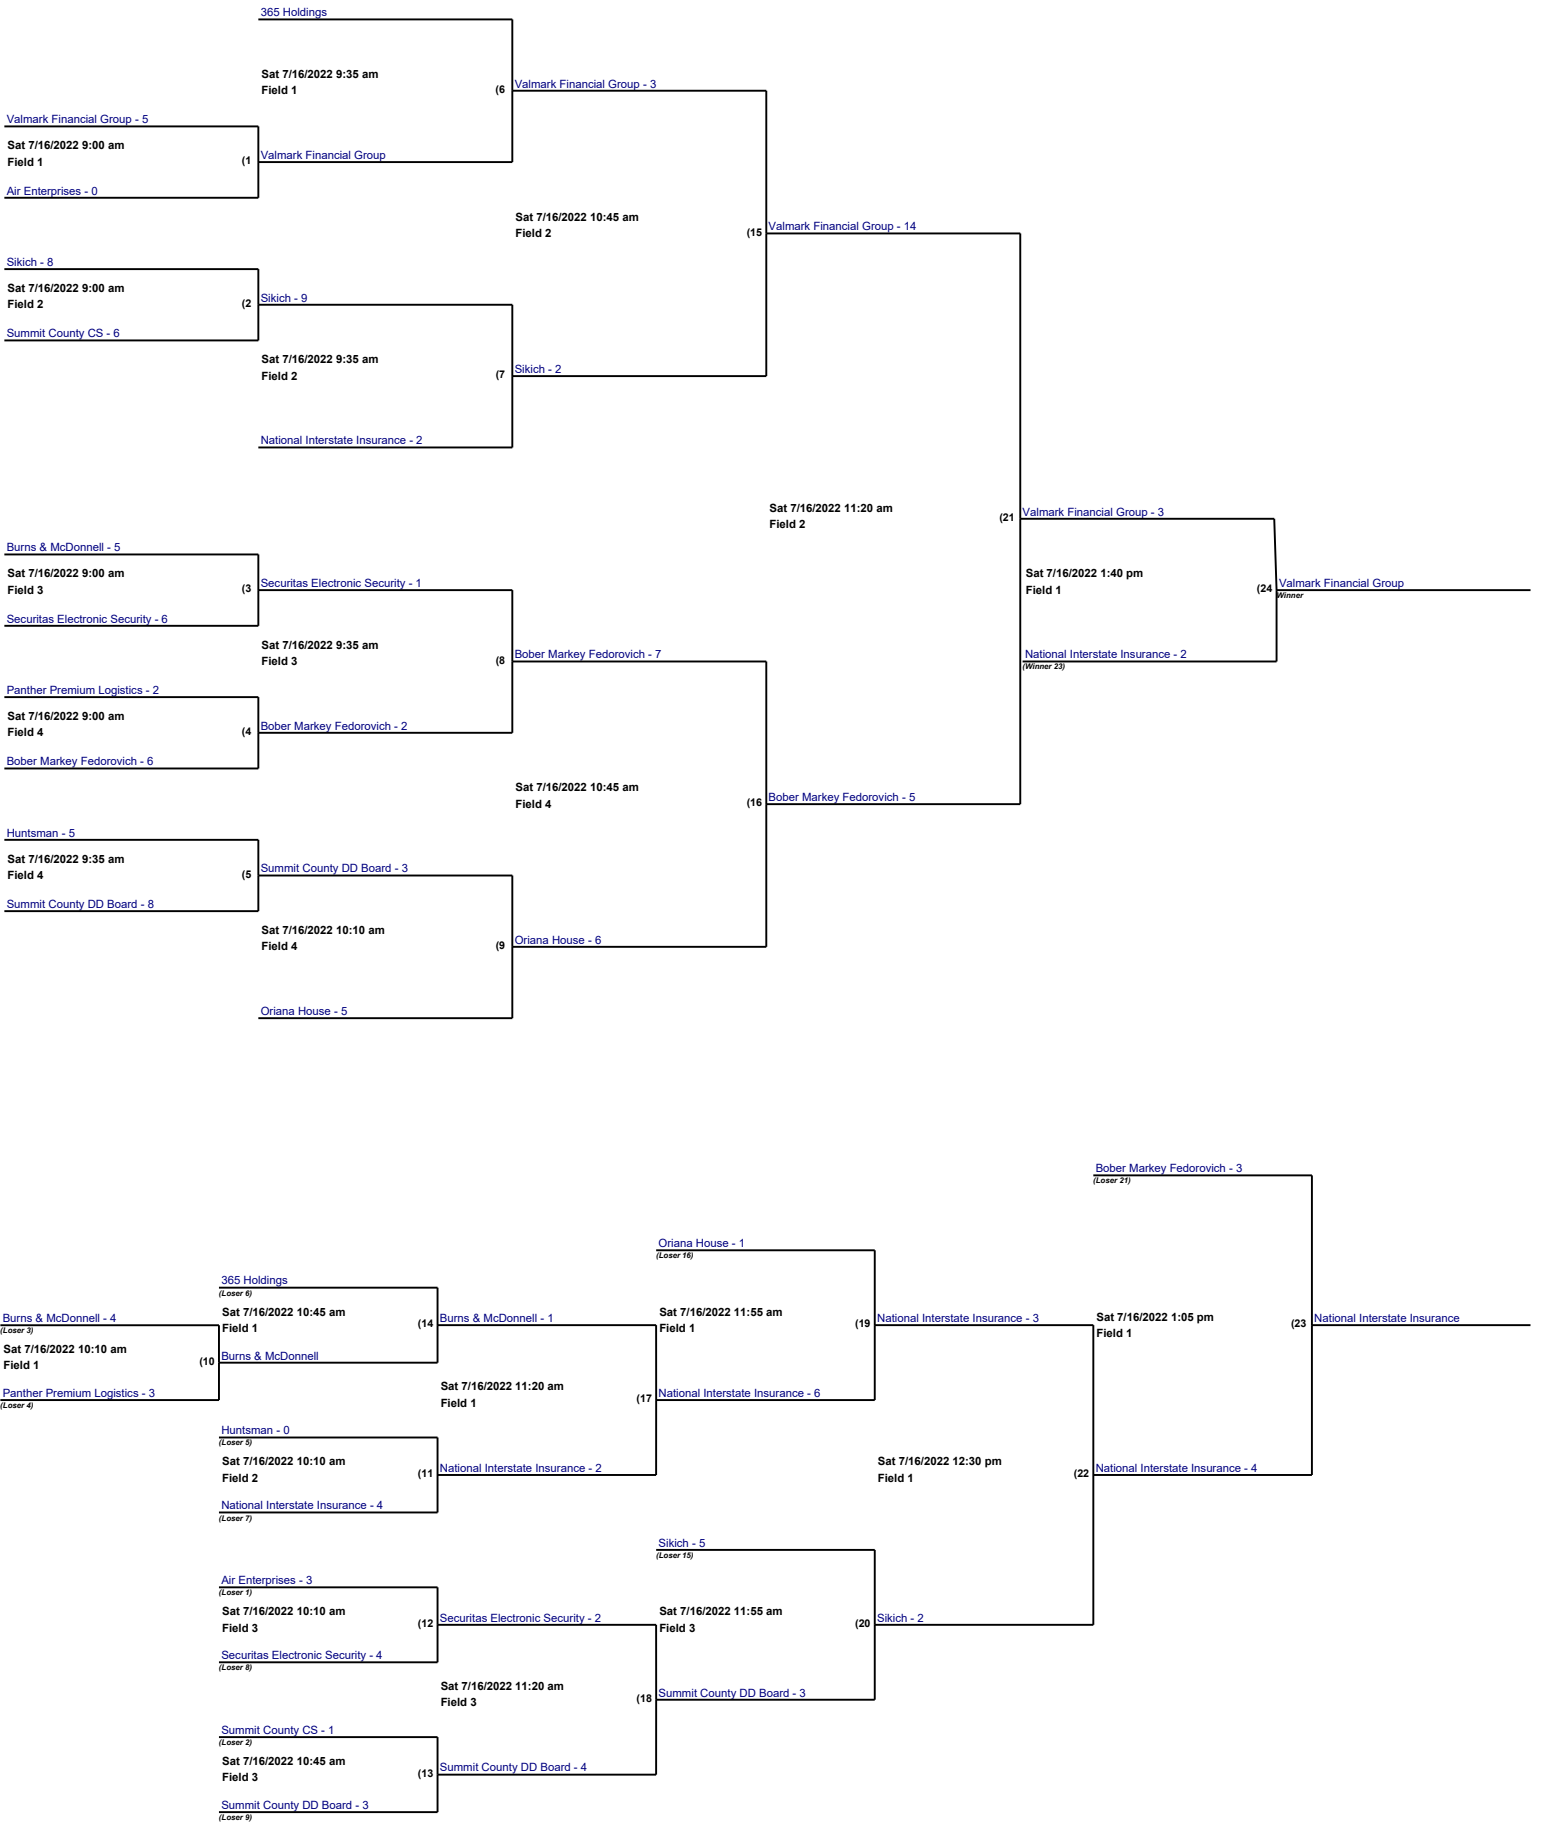 365 Holdings
Sat 7/16/2022 9:35 am
Field 1
(6
Valmark Financial Group - 3
Valmark Financial Group - 5
Sat 7/16/2022 9:00 am
Field 1
(1
Valmark Financial Group
Air Enterprises - 0
Sat 7/16/2022 10:45 am
Field 2
(15
Valmark Financial Group - 14
Sikich - 8
Sat 7/16/2022 9:00 am
Field 2
(2
Sikich - 9
Summit County CS - 6
Sat 7/16/2022 9:35 am
Field 2
(7
Sikich - 2
National Interstate Insurance - 2
Sat 7/16/2022 11:20 am
Field 2
(21
Valmark Financial Group - 3
Burns & McDonnell - 5
Sat 7/16/2022 9:00 am
Field 3
(3
Securitas Electronic Security - 1
Securitas Electronic Security - 6
Sat 7/16/2022 1:40 pm
Field 1
(24
Valmark Financial Group
Winner
Sat 7/16/2022 9:35 am
Field 3
(8
Bober Markey Fedorovich - 7
National Interstate Insurance - 2
(Winner 23)
Panther Premium Logistics - 2
Sat 7/16/2022 9:00 am
Field 4
(4
Bober Markey Fedorovich - 2
Bober Markey Fedorovich - 6
Sat 7/16/2022 10:45 am
Field 4
(16
Bober Markey Fedorovich - 5
Huntsman - 5
Sat 7/16/2022 9:35 am
Field 4
(5
Summit County DD Board - 3
Summit County DD Board - 8
Sat 7/16/2022 10:10 am
Field 4
(9
Oriana House - 6
Oriana House - 5
Bober Markey Fedorovich - 3
(Loser 21)
Oriana House - 1
(Loser 16)
365 Holdings
(Loser 6)
Sat 7/16/2022 10:45 am
Field 1
(14
Burns & McDonnell - 1
Burns & McDonnell - 4
(Loser 3)
Sat 7/16/2022 10:10 am
Field 1
(10
Burns & McDonnell
Panther Premium Logistics - 3
(Loser 4)
Sat 7/16/2022 11:55 am
Field 1
(19
National Interstate Insurance - 3
Sat 7/16/2022 1:05 pm
Field 1
(23
National Interstate Insurance
Sat 7/16/2022 11:20 am
Field 1
(17
National Interstate Insurance - 6
Huntsman - 0
(Loser 5)
Sat 7/16/2022 10:10 am
Field 2
(11
National Interstate Insurance - 2
National Interstate Insurance - 4
(Loser 7)
Sat 7/16/2022 12:30 pm
Field 1
(22
National Interstate Insurance - 4
Sikich - 5
(Loser 15)
Air Enterprises - 3
(Loser 1)
Sat 7/16/2022 10:10 am
Field 3
(12
Securitas Electronic Security - 2
Securitas Electronic Security - 4
(Loser 8)
Sat 7/16/2022 11:55 am
Field 3
(20
Sikich - 2
Sat 7/16/2022 11:20 am
Field 3
(18
Summit County DD Board - 3
Summit County CS - 1
(Loser 2)
Sat 7/16/2022 10:45 am
Field 3
(13
Summit County DD Board - 4
Summit County DD Board - 3
(Loser 9)